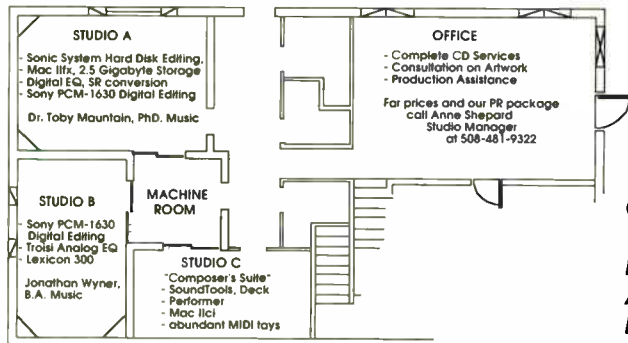 STUDIO A
- Sonic System Hard Disk Editing,
- Mac IIfx, 2.5 Gigabyte Storage
- Digital EQ, SR conversion
- Sony PCM-1630 Digital Editing
Dr. Toby Mountain, PhD. Music
OFFICE
- Complete CD Services
- Consultation on Artwork
- Production Assistance
For prices and our PR package
call Anne Shepard
Studio Manager
at 508-481-9322
STUDIO B
- Sony PCM-1630
Digital Editing
- Troisi Analog EQ
- Lexicon 300
Jonathan Wyner,
B.A. Music
MACHINE
ROOM
STUDIO C
"Composer's Suite"
- SoundTools, Deck
- Performer
- Mac IIci
- abundant MIDI toys